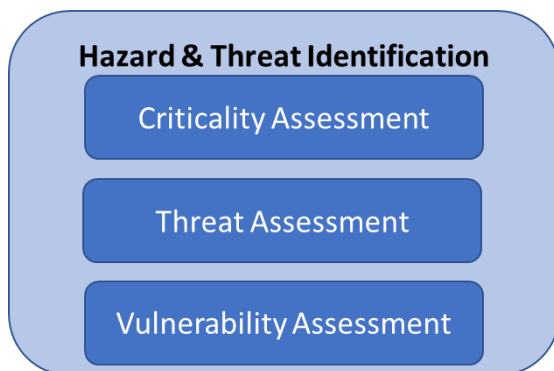 Hazard & Threat Identification
Criticality Assessment
Threat Assessment
Vulnerability Assessment